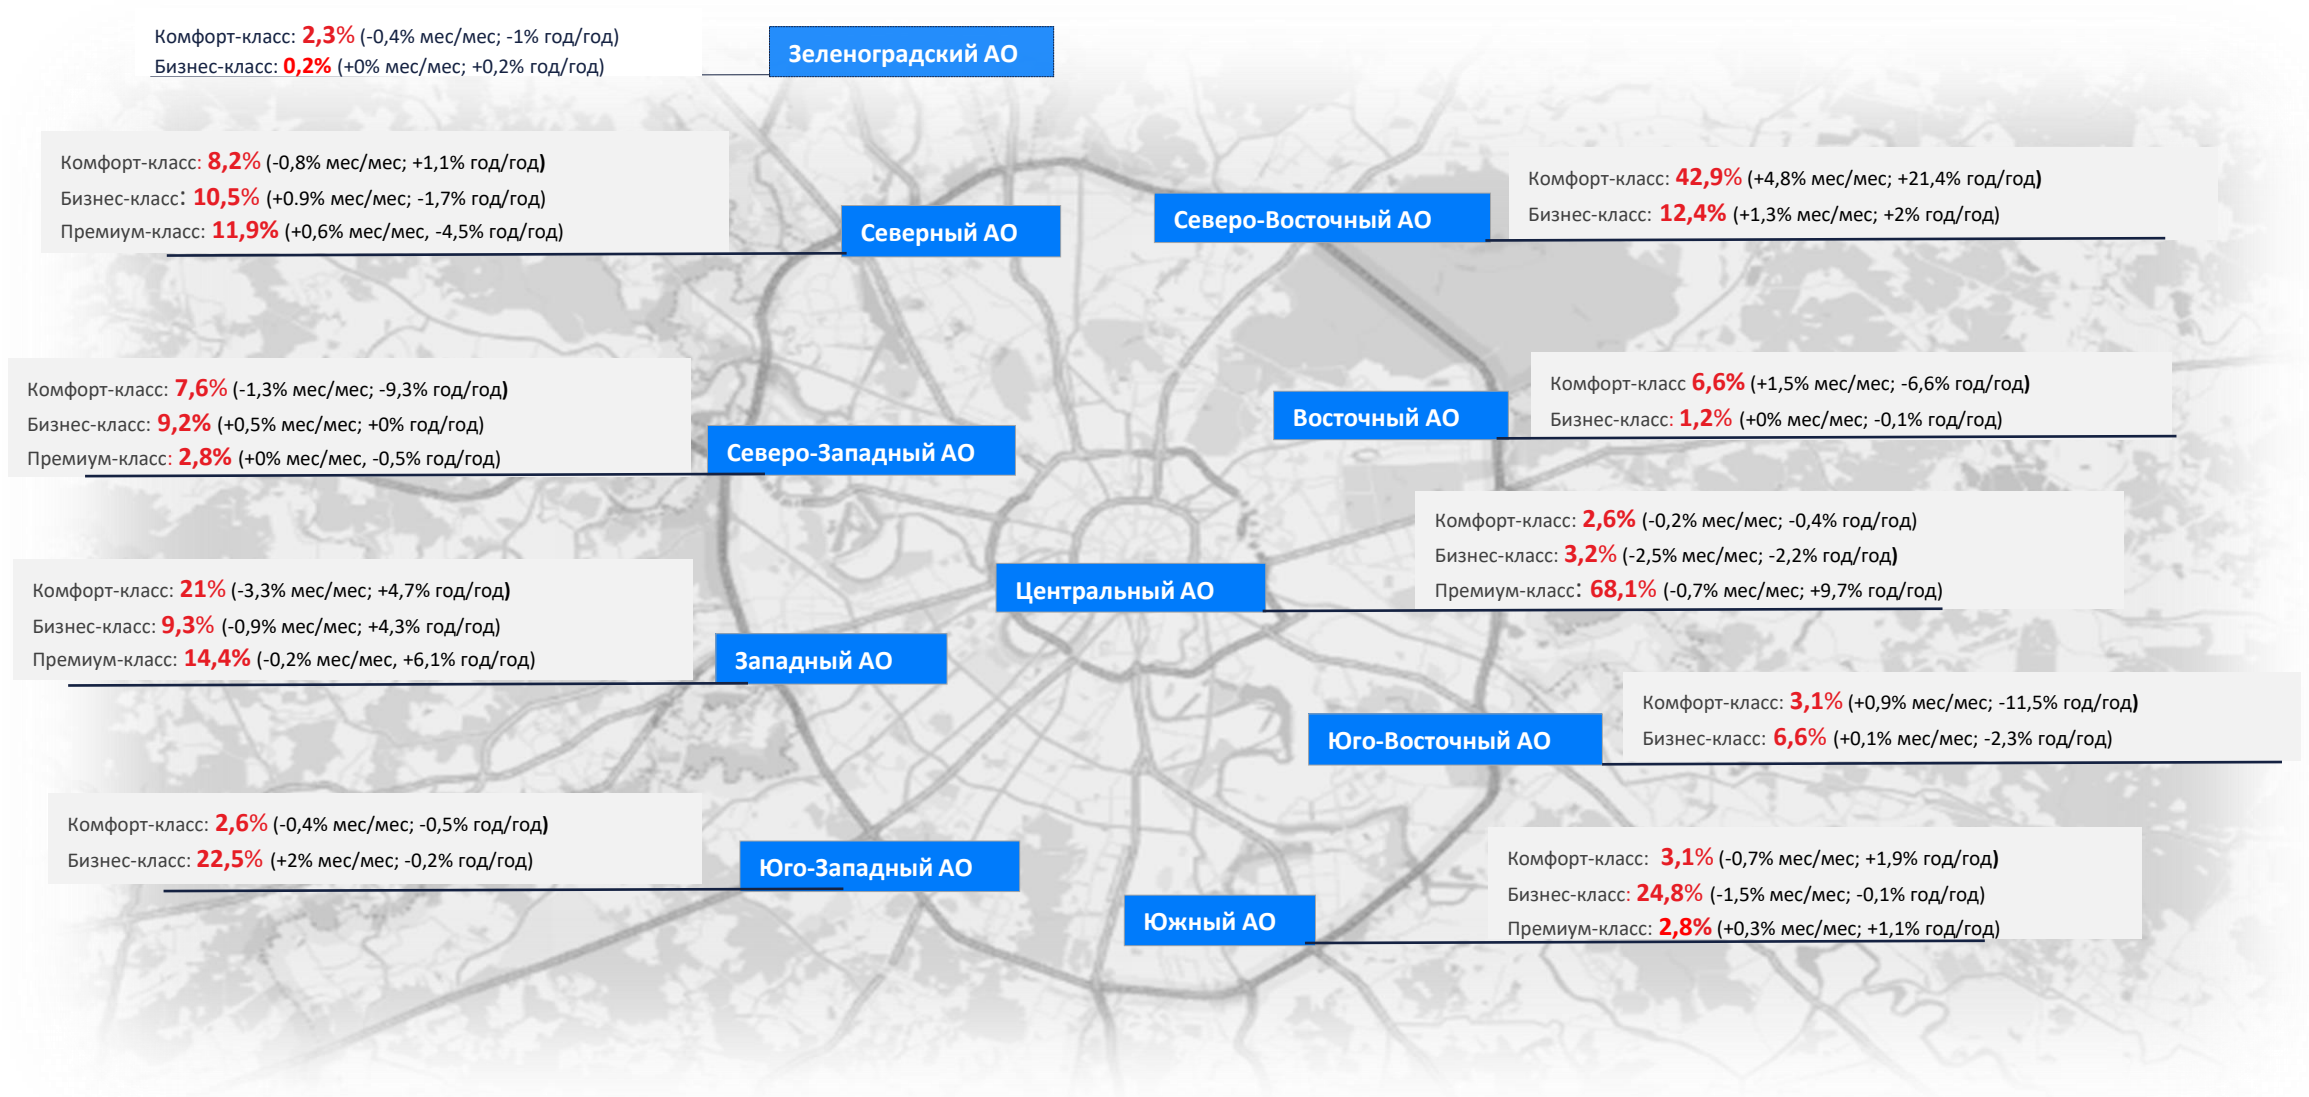 Комфорт-класс: 2,3% (-0,4% мес/мес; -1% год/год)
Бизнес-класс: 0,2% (+0% мес/мес; +0,2% год/год)
Зеленоградский АО
Комфорт-класс: 8,2% (-0,8% мес/мес; +1,1% год/год)
Бизнес-класс: 10,5% (+0.9% мес/мес; -1,7% год/год)
Премиум-класс: 11,9% (+0,6% мес/мес, -4,5% год/год)
Северный АО
Северо-Восточный АО
Комфорт-класс: 42,9% (+4,8% мес/мес; +21,4% год/год)
Бизнес-класс: 12,4% (+1,3% мес/мес; +2% год/год)
Комфорт-класс: 7,6% (-1,3% мес/мес; -9,3% год/год)
Бизнес-класс: 9,2% (+0,5% мес/мес; +0% год/год)
Премиум-класс: 2,8% (+0% мес/мес, -0,5% год/год)
Северо-Западный АО
Восточный АО
Комфорт-класс 6,6% (+1,5% мес/мес; -6,6% год/год)
Бизнес-класс: 1,2% (+0% мес/мес; -0,1% год/год)
Центральный АО
Комфорт-класс: 2,6% (-0,2% мес/мес; -0,4% год/год)
Бизнес-класс: 3,2% (-2,5% мес/мес; -2,2% год/год)
Премиум-класс: 68,1% (-0,7% мес/мес; +9,7% год/год)
Комфорт-класс: 21% (-3,3% мес/мес; +4,7% год/год)
Бизнес-класс: 9,3% (-0,9% мес/мес; +4,3% год/год)
Премиум-класс: 14,4% (-0,2% мес/мес, +6,1% год/год)
Западный АО
Юго-Восточный АО
Комфорт-класс: 3,1% (+0,9% мес/мес; -11,5% год/год)
Бизнес-класс: 6,6% (+0,1% мес/мес; -2,3% год/год)
Комфорт-класс: 2,6% (-0,4% мес/мес; -0,5% год/год)
Бизнес-класс: 22,5% (+2% мес/мес; -0,2% год/год)
Юго-Западный АО
Южный АО
Комфорт-класс: 3,1% (-0,7% мес/мес; +1,9% год/год)
Бизнес-класс: 24,8% (-1,5% мес/мес; -0,1% год/год)
Премиум-класс: 2,8% (+0,3% мес/мес; +1,1% год/год)